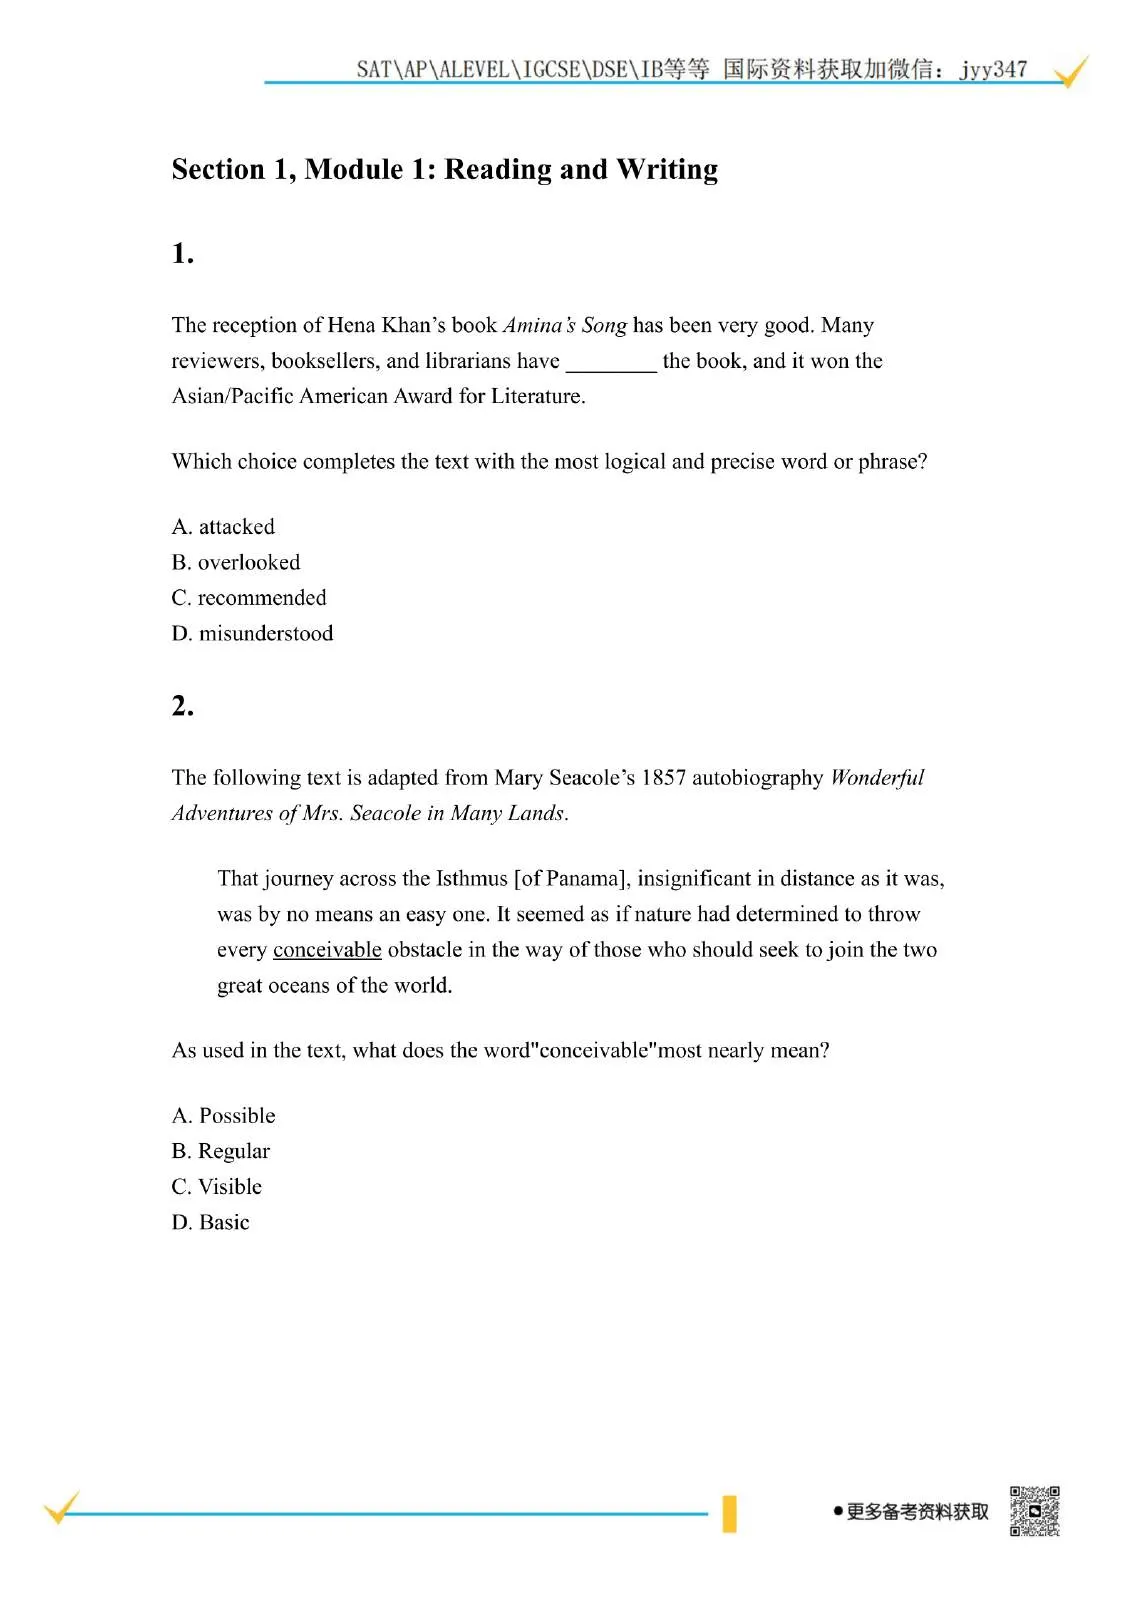 SAT\AP\ALEVEL\IGCSE\DSE\IB等等 国际资料获取加微信：jyy347
Section 1, Module 1: Reading and Writing
1.
The reception of Hena Khan’s book Amina’s Song has been very good. Many
reviewers, booksellers, and librarians have ________ the book, and it won the
Asian/Pacific American Award for Literature.
Which choice completes the text with the most logical and precise word or phrase?
A. attacked
B. overlooked
C. recommended
D. misunderstood
2.
The following text is adapted from Mary Seacole’s 1857 autobiography Wonderful
Adventures of Mrs. Seacole in Many Lands.
That journey across the Isthmus [of Panama], insignificant in distance as it was,
was by no means an easy one. It seemed as if nature had determined to throw
every conceivable obstacle in the way of those who should seek to join the two
great oceans of the world.
As used in the text, what does the word"conceivable"most nearly mean?
A. Possible
B. Regular
C. Visible
D. Basic
●更多备考资料获取